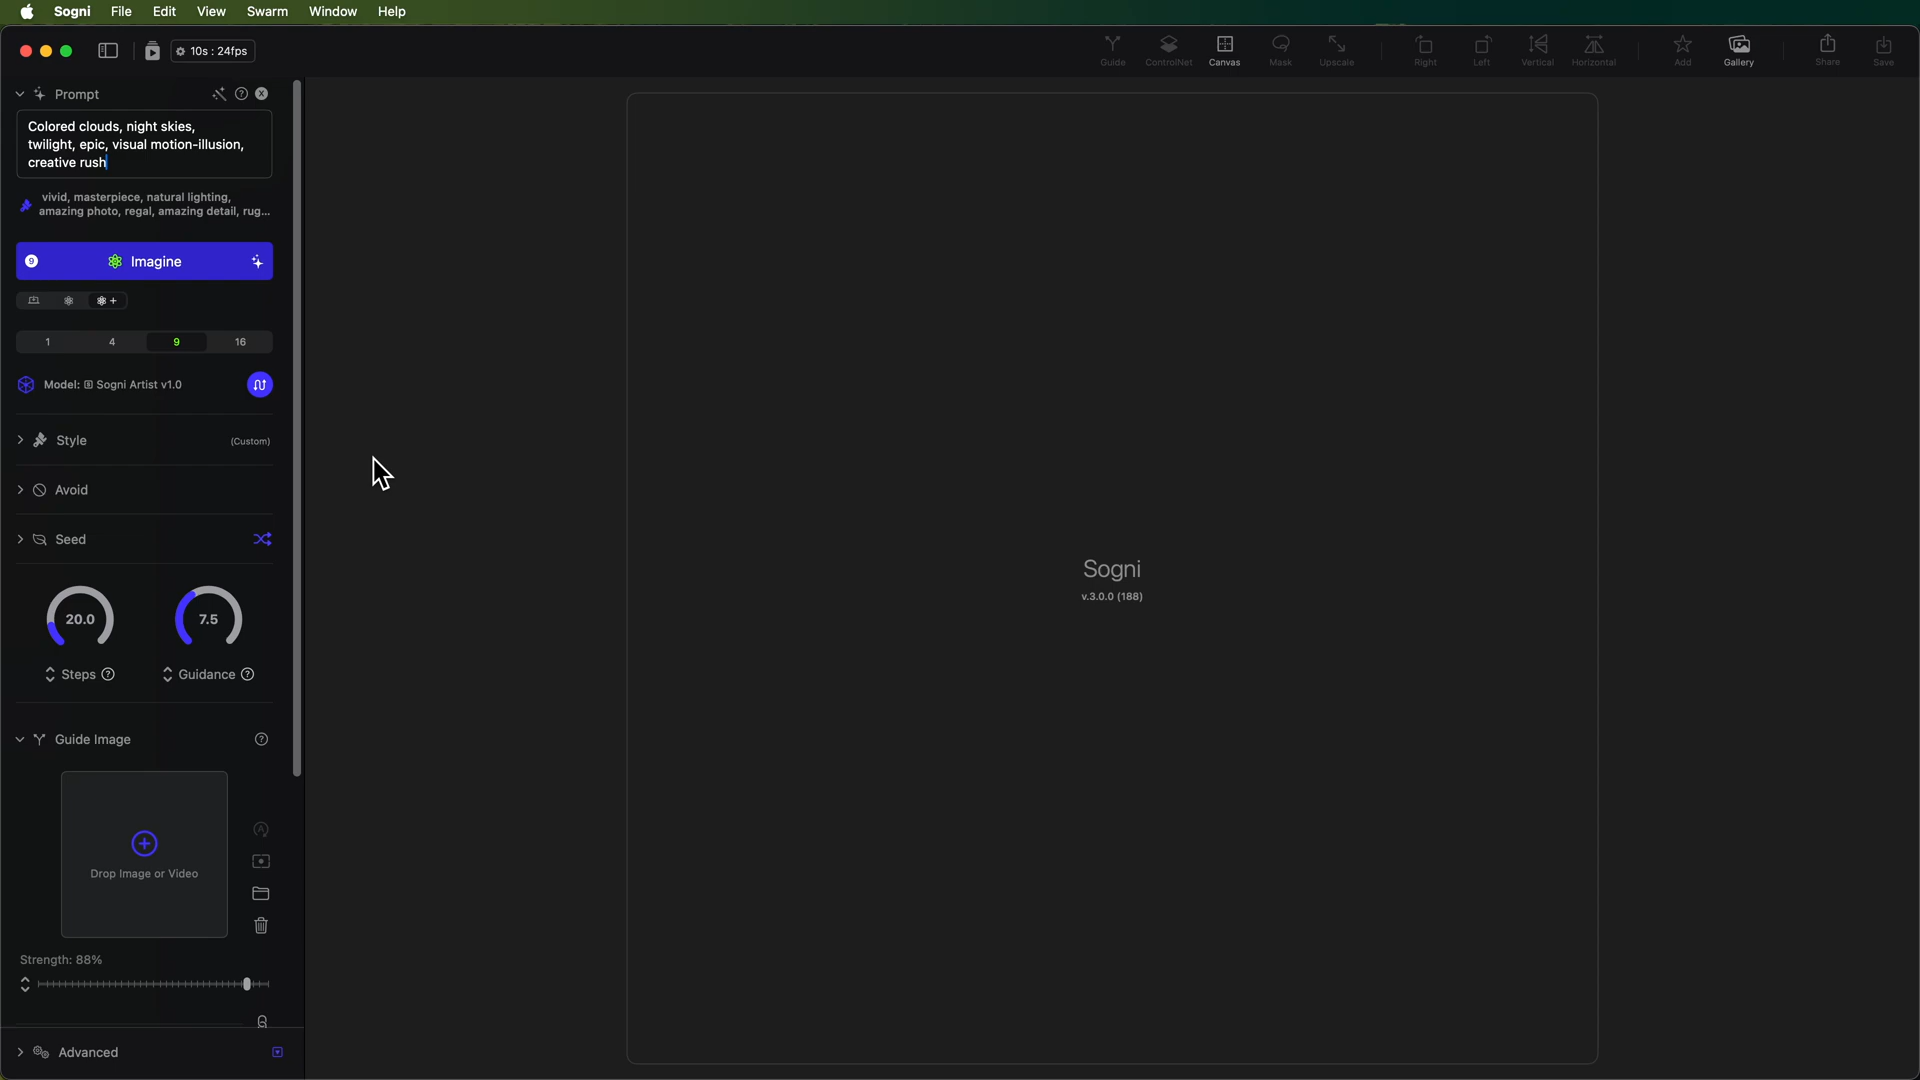 Sogni File Edit View Swarm Window Help
10s : 24fps
Guide ControlNet Canvas Mask Upscale Right Left Vertical Horizontal Add Gallery Share Save
Prompt
Colored clouds, night skies,
twilight, epic, visual motion-illusion,
creative rush
vivid, masterpiece, natural lighting,
amazing photo, regal, amazing detail, rug...
9 Imagine
1 4 9 16
Model: Sogni Artist v1.0
Style (Custom)
Avoid
Seed
20.0 7.5
Steps Guidance
Guide Image
Drop Image or Video
Strength: 88%
Advanced
Sogni
v.3.0.0 (188)